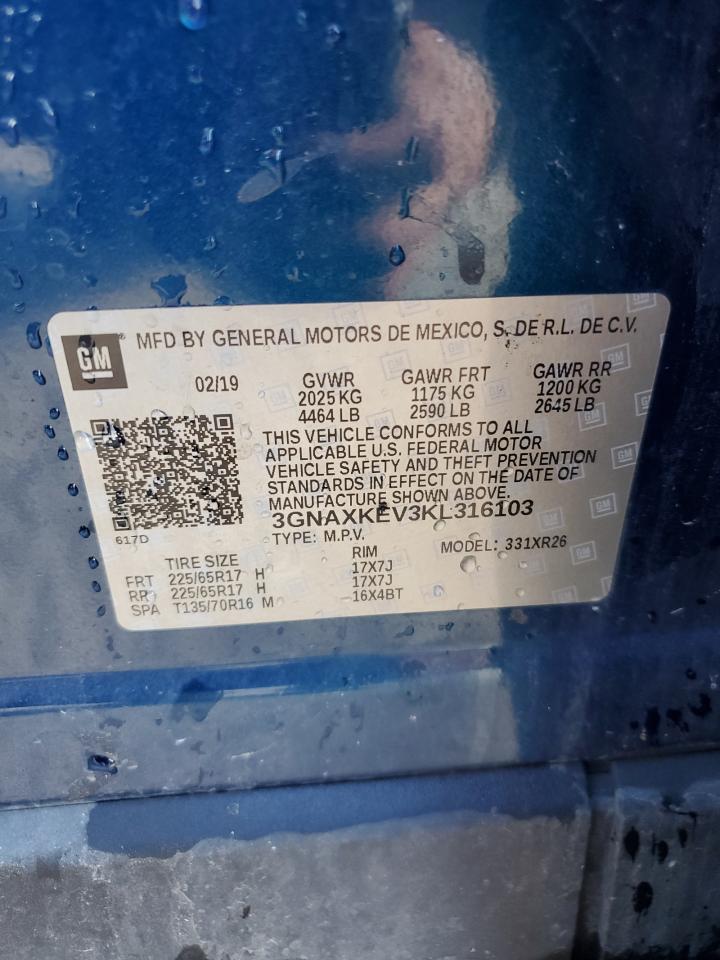 GM
MFD BY GENERAL MOTORS DE MEXICO, S. DE R.L. DE C.V.
02/19 GVWR GAWR FRT GAWR RR
2025 KG 1175 KG 1200 KG
4464 LB 2590 LB 2645 LB
THIS VEHICLE CONFORMS TO ALL
APPLICABLE U.S. FEDERAL MOTOR
VEHICLE SAFETY AND THEFT PREVENTION
STANDARDS IN EFFECT ON THE DATE OF
MANUFACTURE SHOWN ABOVE.
3GNAXKEV3KL316103
617D TYPE: M.P.V. MODEL: 331XR26
TIRE SIZE RIM
FRT 225/65R17 H 17X7J
RR 225/65R17 H 17X7J
SPA T135/70R16 M 16X4BT